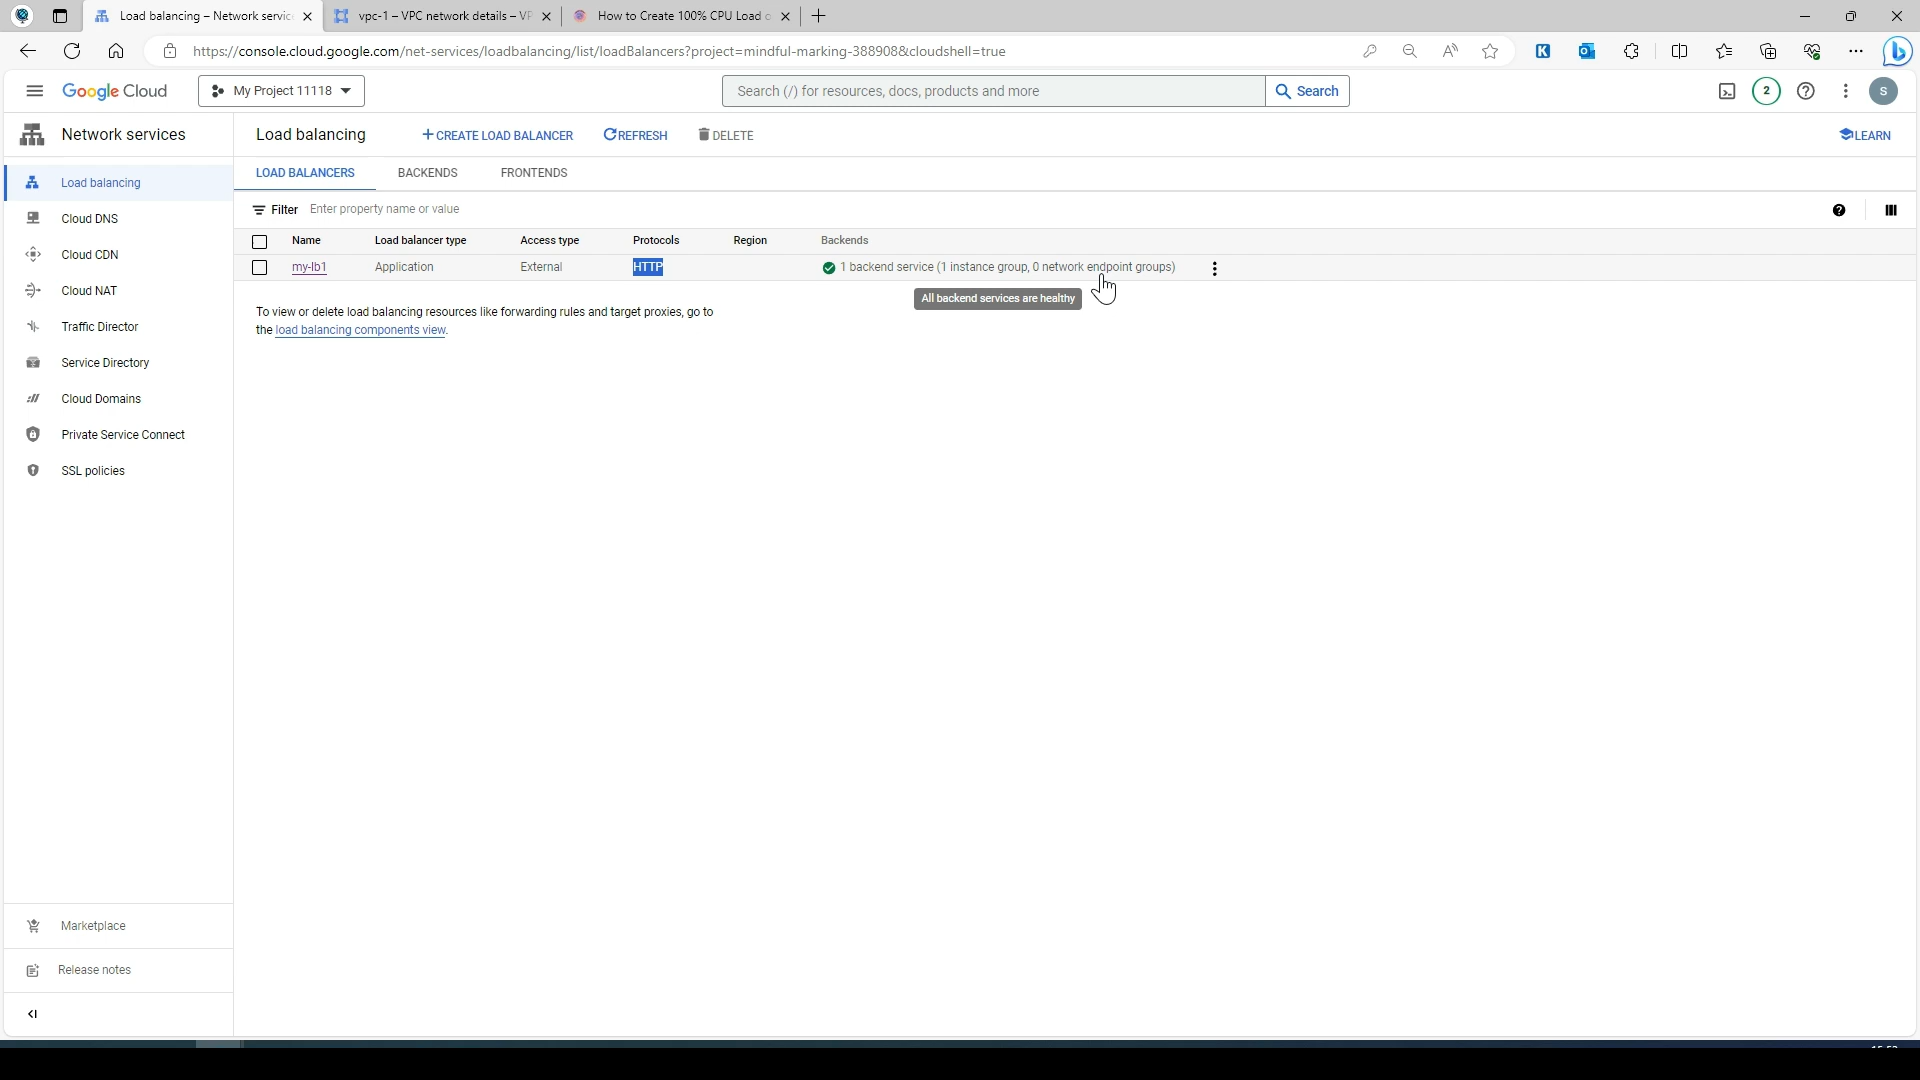 Load balancing – Network servic
vpc-1 – VPC network details – VP
How to Create 100% CPU Load o
https://console.cloud.google.com/net-services/loadbalancing/list/loadBalancers?project=mindful-marking-388908&cloudshell=true
Google Cloud
My Project 11118
Search (/) for resources, docs, products and more
Search
2
S
Network services
Load balancing
CREATE LOAD BALANCER
REFRESH
DELETE
LEARN
Load balancing
Cloud DNS
Cloud CDN
Cloud NAT
Traffic Director
Service Directory
Cloud Domains
Private Service Connect
SSL policies
LOAD BALANCERS
BACKENDS
FRONTENDS
Filter Enter property name or value
Name Load balancer type Access type Protocols Region Backends
my-lb1 Application External HTTP 1 backend service (1 instance group, 0 network endpoint groups)
All backend services are healthy
To view or delete load balancing resources like forwarding rules and target proxies, go to
the load balancing components view.
Marketplace
Release notes